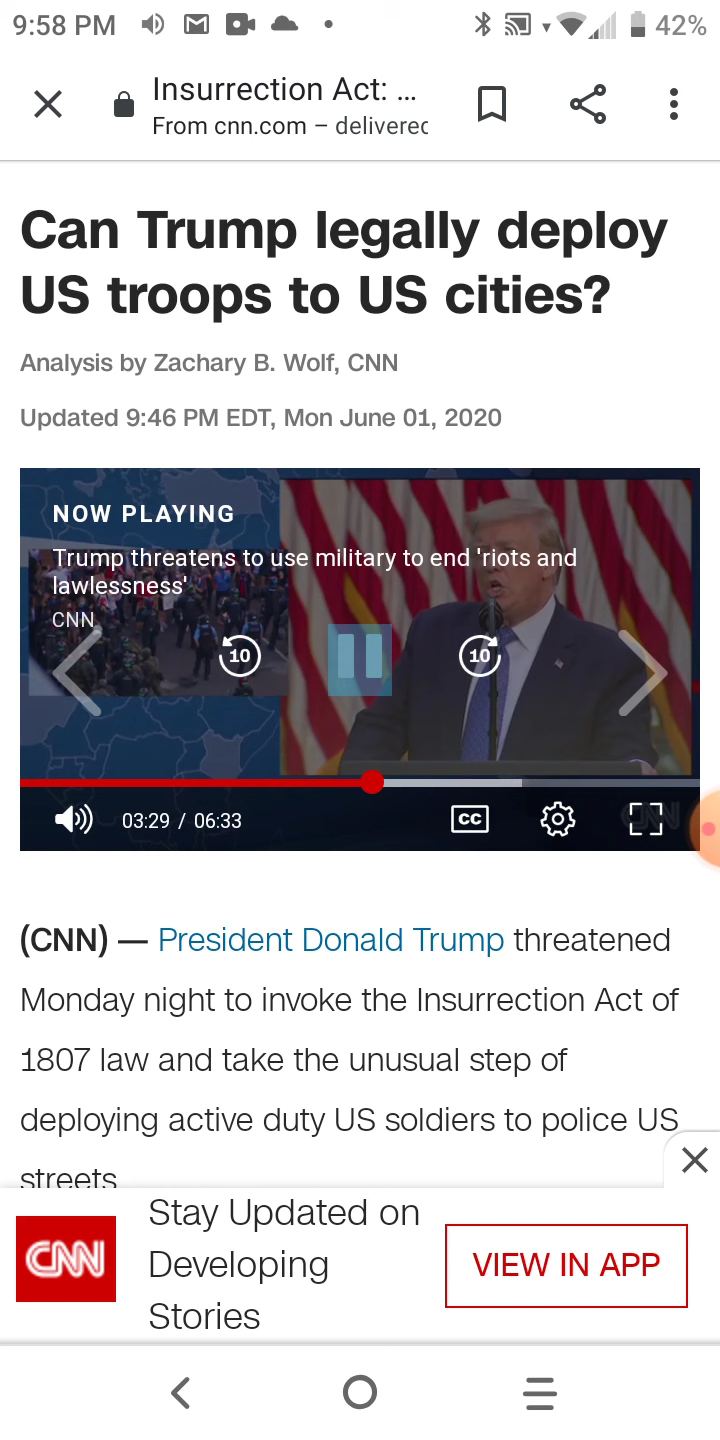 9:58 PM
42%
Insurrection Act: ...
From cnn.com – delivered
Can Trump legally deploy
US troops to US cities?
Analysis by Zachary B. Wolf, CNN
Updated 9:46 PM EDT, Mon June 01, 2020
NOW PLAYING
Trump threatens to use military to end 'riots and
lawlessness'
CNN
10
10
03:29 / 06:33
CC
CNN
(CNN) — President Donald Trump threatened
Monday night to invoke the Insurrection Act of
1807 law and take the unusual step of
deploying active duty US soldiers to police US
streets
Stay Updated on
CNN
Developing
VIEW IN APP
Stories